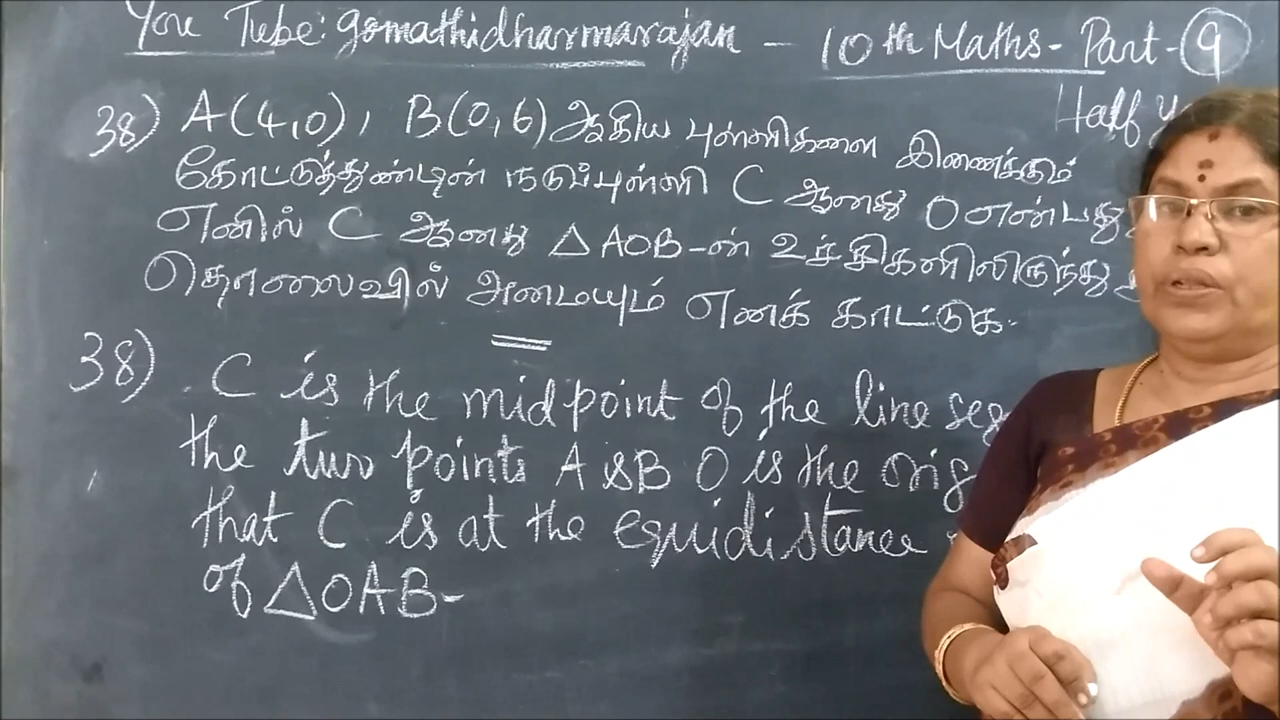 You Tube: gomathidharmarajan - 10th Maths - Part - 9
Half
38) A(4,0), B(0,6) ஆகிய புள்ளிகளை இணைக்கும்
கோட்டுத்துண்டின் நடுப்புள்ளி C ஆனது O என்பது
எனில் C ஆனது △AOB-ன் உச்சிகளிலிருந்து
தொலைவில் அமையும் எனக் காட்டுக.
38) C is the midpoint of the line
the two points A & B O is the
that C is at the equidistance
of △OAB-